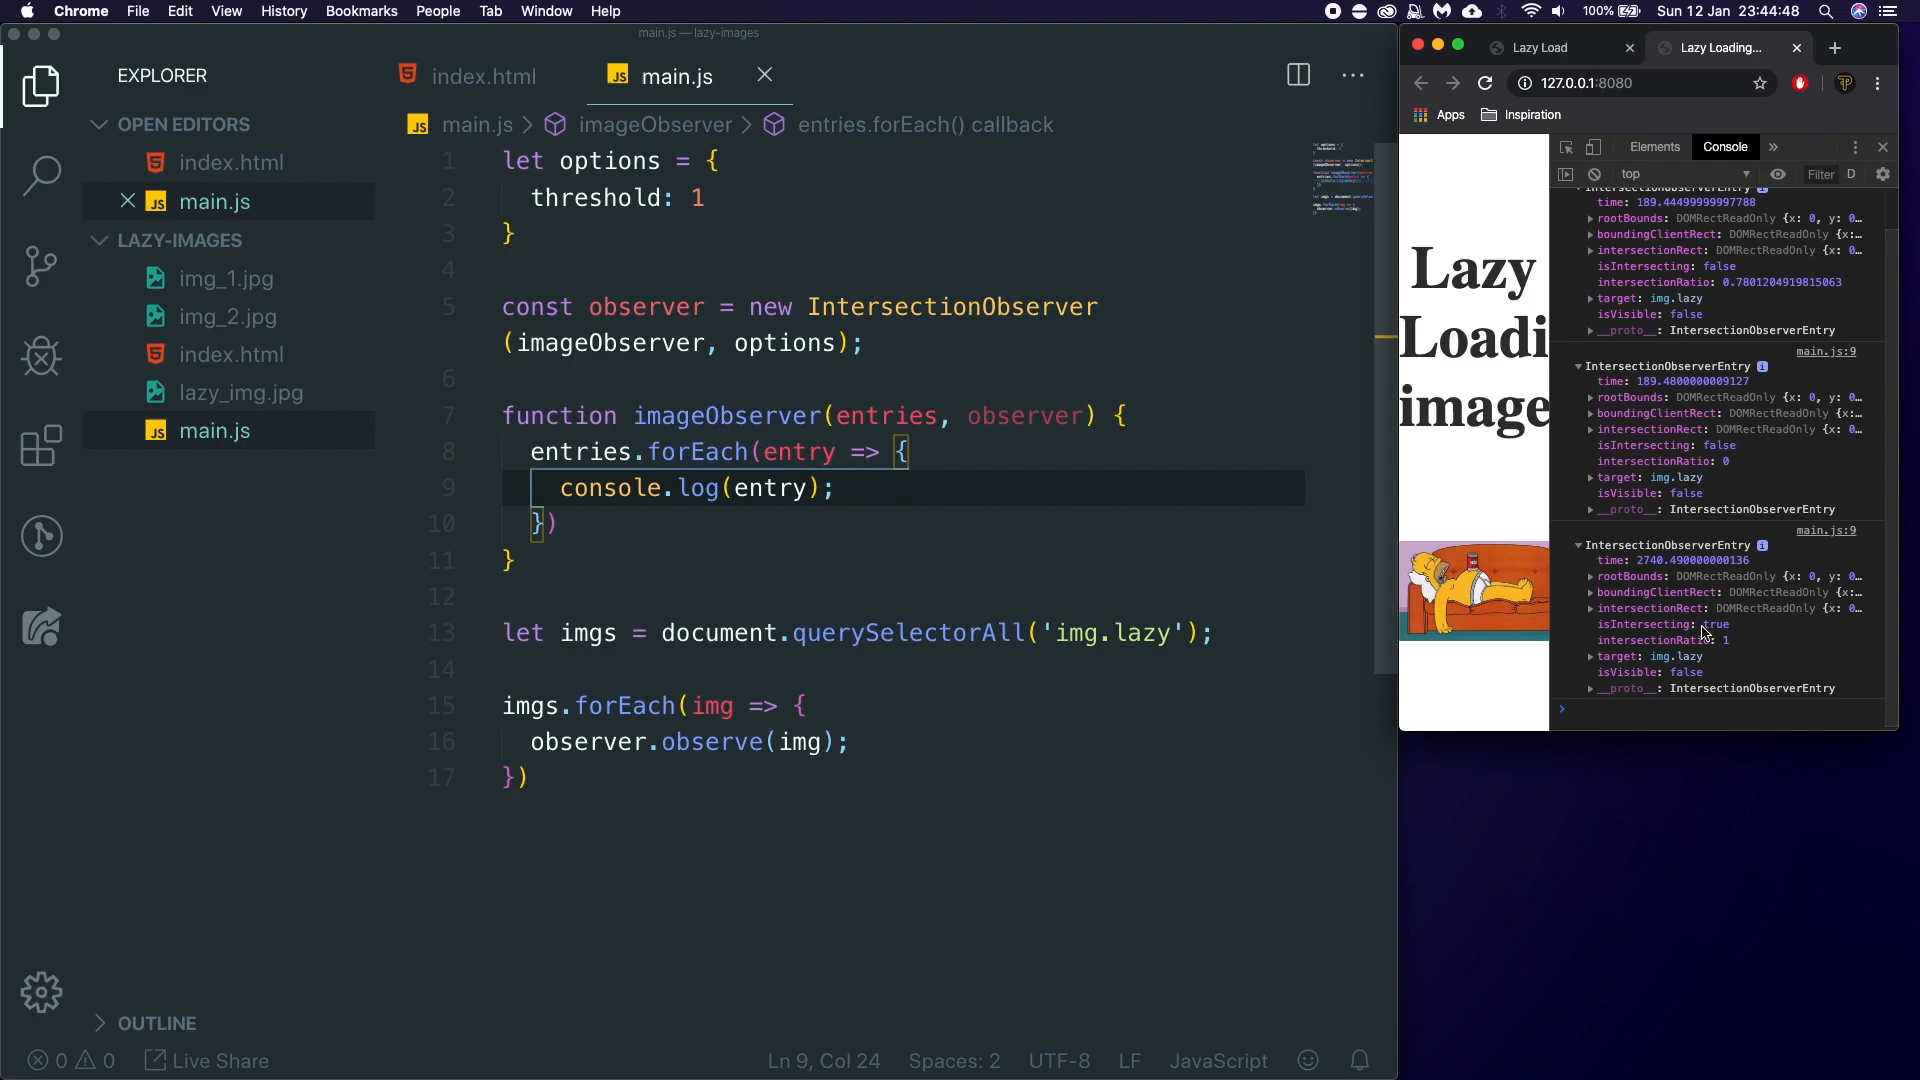 Chrome File Edit View History Bookmarks People Tab Window Help
100% Sun 12 Jan 23:44:48
main.js — lazy-images
EXPLORER
OPEN EDITORS
index.html
main.js
LAZY-IMAGES
img_1.jpg
img_2.jpg
index.html
lazy_img.jpg
main.js
OUTLINE
index.html
JS main.js
JS main.js > imageObserver > entries.forEach() callback
1 let options = {
2 threshold: 1
3 }
4
5 const observer = new IntersectionObserver
(imageObserver, options);
6
7 function imageObserver(entries, observer) {
8 entries.forEach(entry => {
9 console.log(entry);
10 })
11 }
12
13 let imgs = document.querySelectorAll('img.lazy');
14
15 imgs.forEach(img => {
16 observer.observe(img);
17 })
0 0 Live Share
Ln 9, Col 24 Spaces: 2 UTF-8 LF JavaScript
Lazy Load
Lazy Loading...
127.0.0.1:8080
Apps Inspiration
Lazy
Loadi
image
Elements Console
top Filter D
IntersectionObserverEntry
time: 189.44499999997788
rootBounds: DOMRectReadOnly {x: 0, y: 0…
boundingClientRect: DOMRectReadOnly {x:…
intersectionRect: DOMRectReadOnly {x: 0…
isIntersecting: false
intersectionRatio: 0.7801204919815063
target: img.lazy
isVisible: false
__proto__: IntersectionObserverEntry
main.js:9
IntersectionObserverEntry
time: 189.4800000009127
rootBounds: DOMRectReadOnly {x: 0, y: 0…
boundingClientRect: DOMRectReadOnly {x:…
intersectionRect: DOMRectReadOnly {x: 0…
isIntersecting: false
intersectionRatio: 0
target: img.lazy
isVisible: false
__proto__: IntersectionObserverEntry
main.js:9
IntersectionObserverEntry
time: 2740.490000000136
rootBounds: DOMRectReadOnly {x: 0, y: 0…
boundingClientRect: DOMRectReadOnly {x:…
intersectionRect: DOMRectReadOnly {x: 0…
isIntersecting: true
intersectionRatio: 1
target: img.lazy
isVisible: false
__proto__: IntersectionObserverEntry